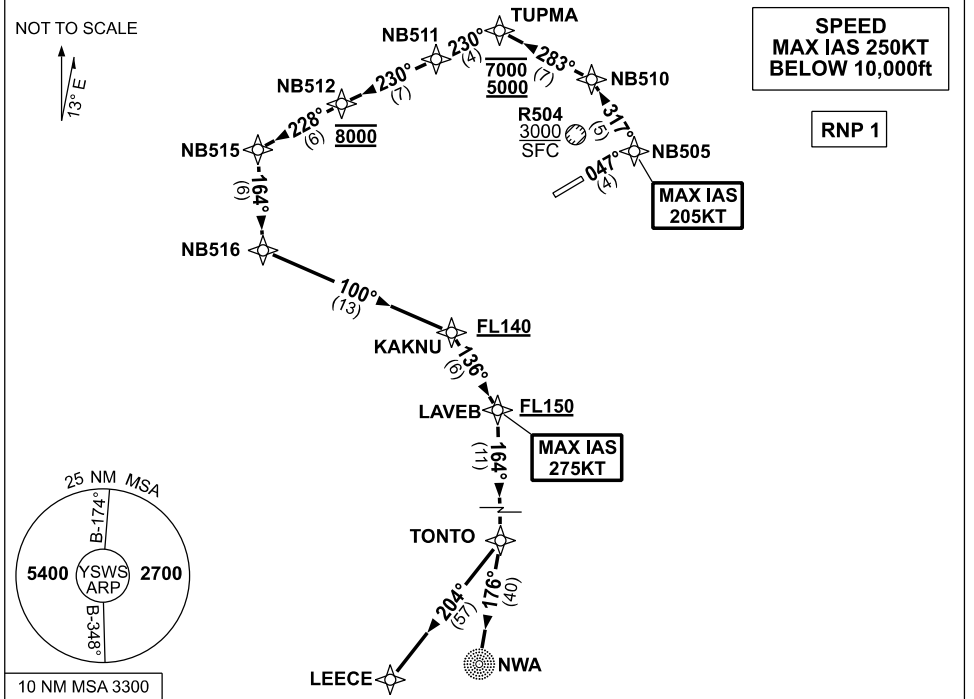 NOT TO SCALE
13° E
SPEED
MAX IAS 250KT
BELOW 10,000ft
RNP 1
TUPMA
NB511
230°
(4)
7000
5000
283°
(7)
NB510
NB512
230°
(7)
8000
228°
(6)
R504
3000
SFC
317°
(5)
NB505
047°
(4)
MAX IAS
205KT
NB515
164°
(6)
NB516
100°
(13)
KAKNU
FL140
136°
(6)
LAVEB
FL150
MAX IAS
275KT
164°
(11)
TONTO
204°
(57)
176°
(40)
LEECE
NWA
25 NM MSA
B-174°
5400
YSWS
ARP
2700
B-348°
10 NM MSA 3300